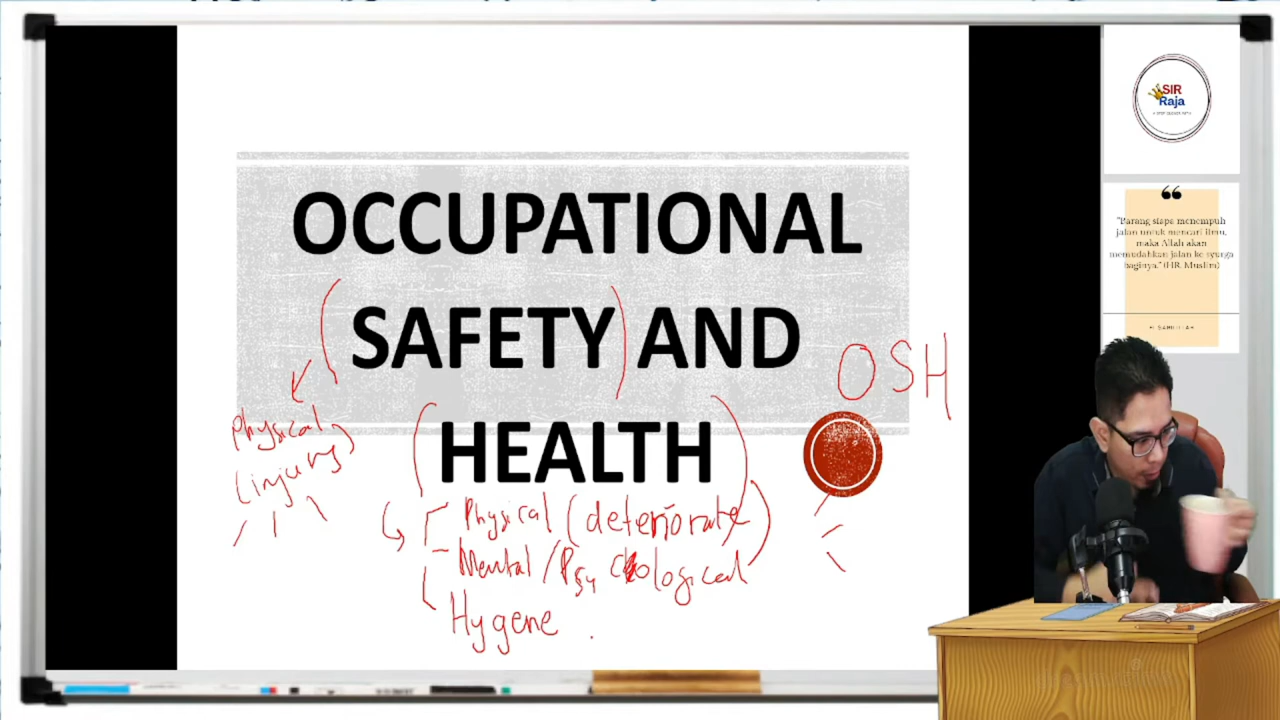 OCCUPATIONAL
SAFETY AND
HEALTH
OSH
Physical
(injury)
Physical (deteriorate)
Mental / Psychological
Hygene
SIR
Raja
"Barang siapa menempuh
jalan untuk mencari ilmu,
maka Allah akan
memudahkan jalan ke syurga
baginya." (HR. Muslim)